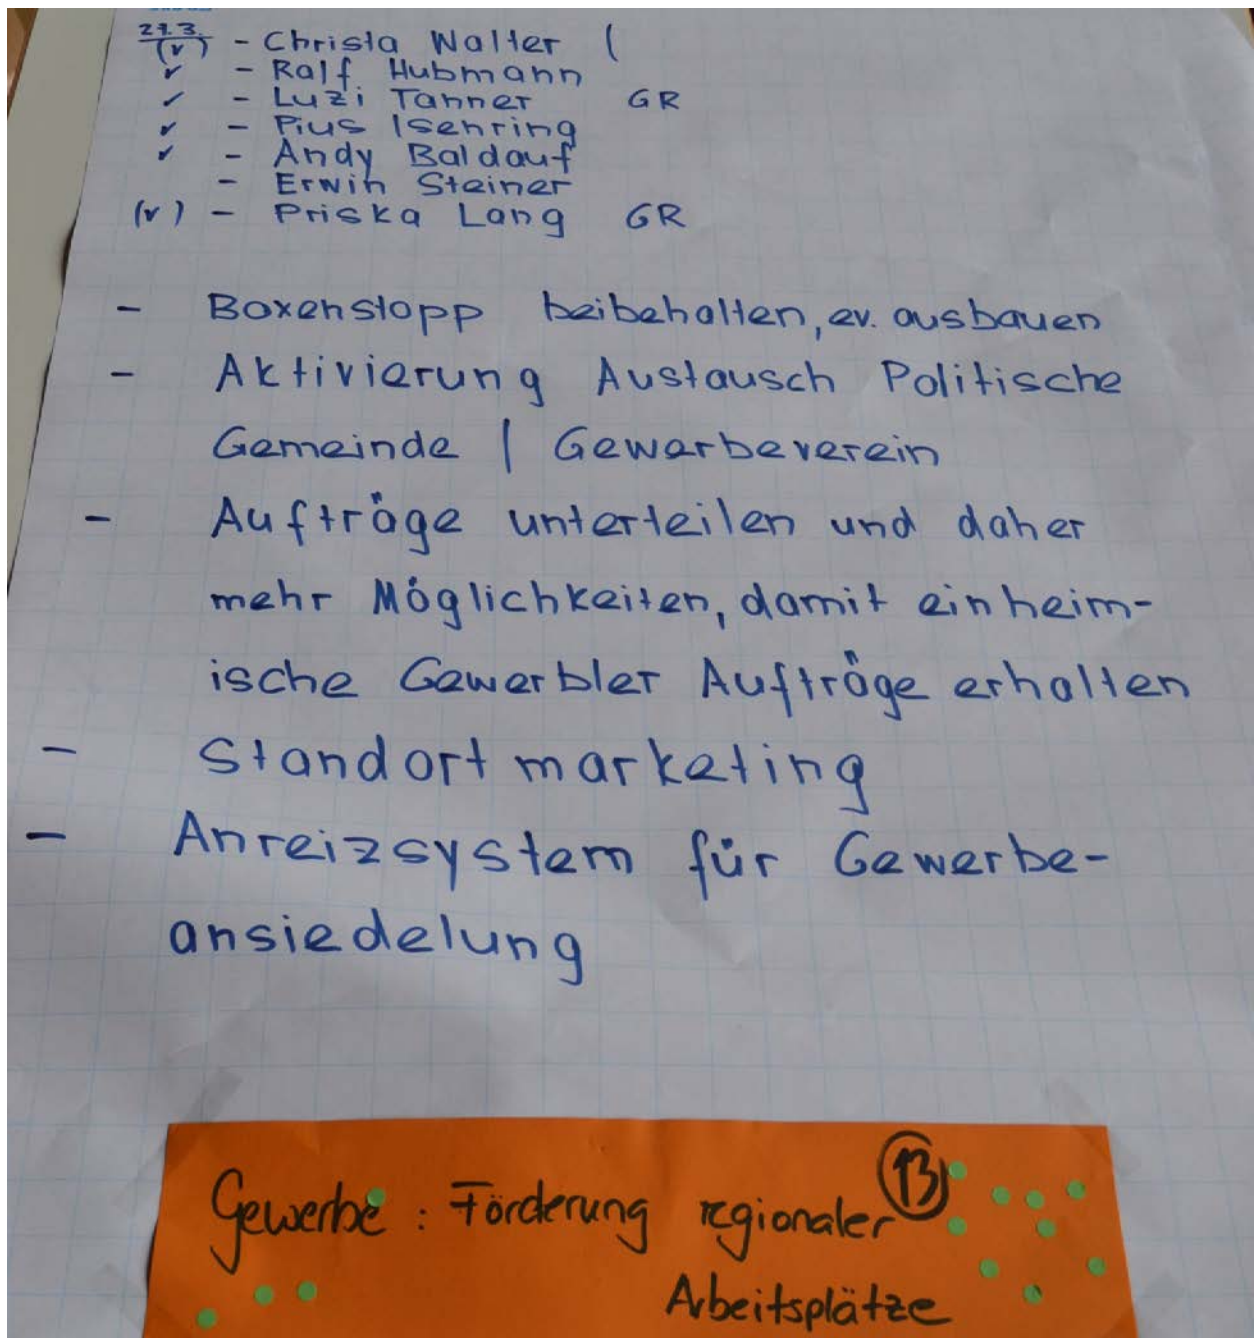 27.3.
(✓) - Christa Walter (
✓ - Ralf Hubmann
✓ - Luzi Tanner GR
✓ - Pius Isenring
✓ - Andy Baldauf
- Erwin Steiner
(✓) - Priska Lang GR
- Boxenstopp beibehalten, ev. ausbauen
- Aktivierung Austausch Politische
Gemeinde | Gewerbeverein
- Aufträge unterteilen und daher
mehr Möglichkeiten, damit einheim-
ische Gewerbler Aufträge erhalten
- Standortmarketing
- Anreizsystem für Gewerbe-
ansiedelung
Gewerbe : Förderung regionaler 13
Arbeitsplätze